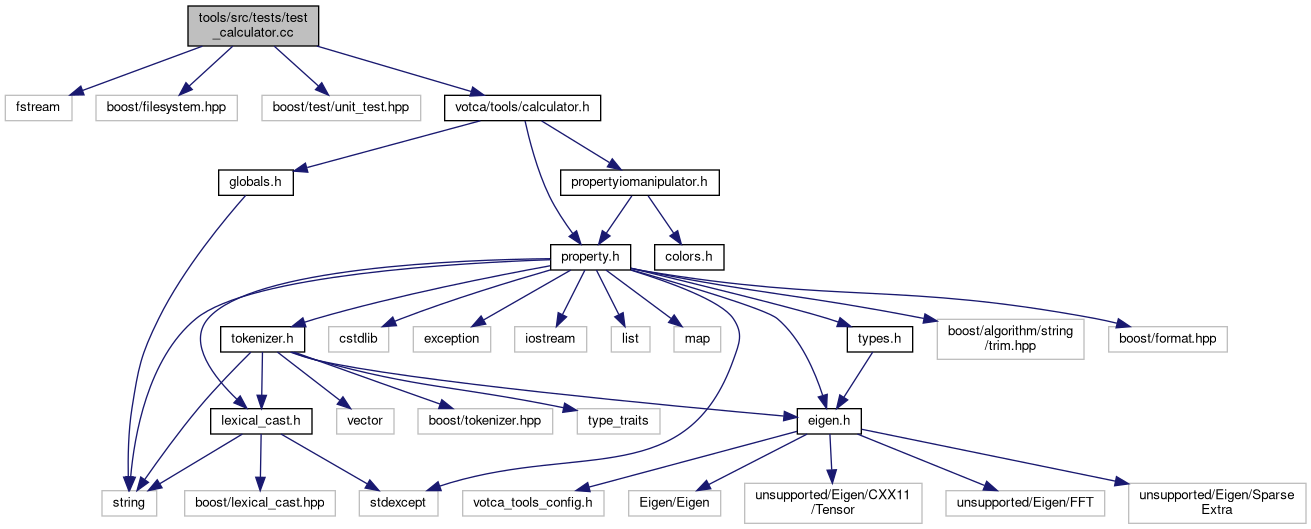 tools/src/tests/test
_calculator.cc
fstream
boost/filesystem.hpp
boost/test/unit_test.hpp
votca/tools/calculator.h
globals.h
propertyiomanipulator.h
property.h
colors.h
tokenizer.h
cstdlib
exception
iostream
list
map
types.h
boost/algorithm/string
/trim.hpp
boost/format.hpp
lexical_cast.h
vector
boost/tokenizer.hpp
type_traits
eigen.h
string
boost/lexical_cast.hpp
stdexcept
votca_tools_config.h
Eigen/Eigen
unsupported/Eigen/CXX11
/Tensor
unsupported/Eigen/FFT
unsupported/Eigen/Sparse
Extra